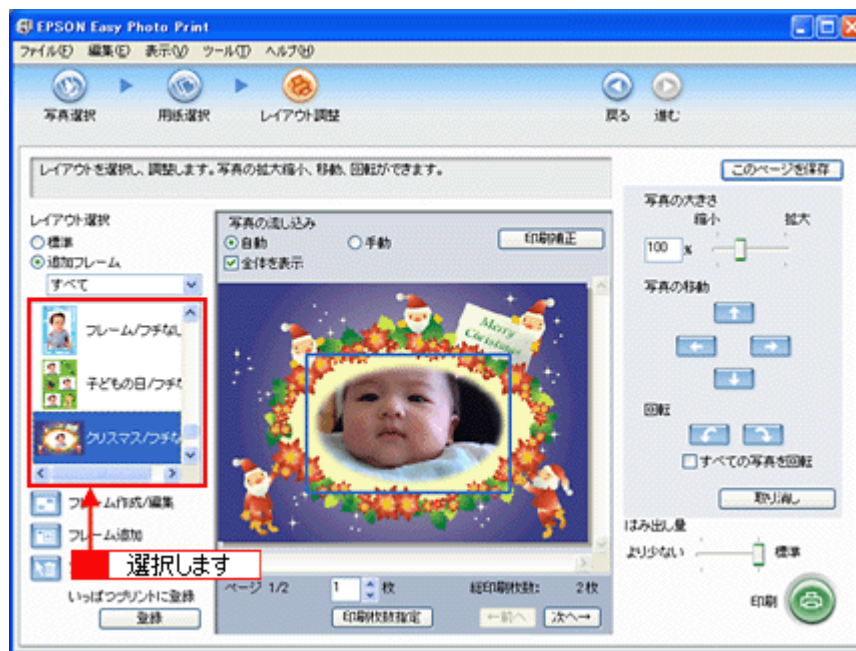 EPSON Easy Photo Print
ファイル(F) 編集(E) 表示(V) ツール(T) ヘルプ(H)
写真選択 用紙選択 レイアウト調整 戻る 進む
レイアウトを選択し、調整します。写真の拡大縮小、移動、回転ができます。
このページを保存
レイアウト選択
標準
追加フレーム
すべて
フレーム/フチなし
子どもの日/フチな
クリスマス/フチな
フレーム作成/編集
フレーム追加
選択します
いっぱつプリントに登録
登録
写真の流し込み
自動 手動
全体を表示
印刷補正
Merry
Christmas
ページ 1/2 1 枚 総印刷枚数: 2枚
印刷枚数指定 ←前へ 次へ→
写真の大きさ
縮小 拡大
100 %
写真の移動
回転
すべての写真を回転
取り消し
はみ出し量
より少ない 標準
印刷